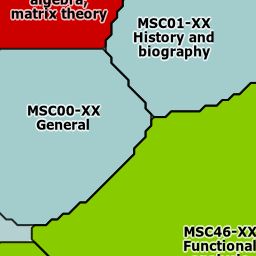 algebra,
matrix theory
MSC01-XX
History and
biography
MSC00-XX
General
MSC46-XX
Functional